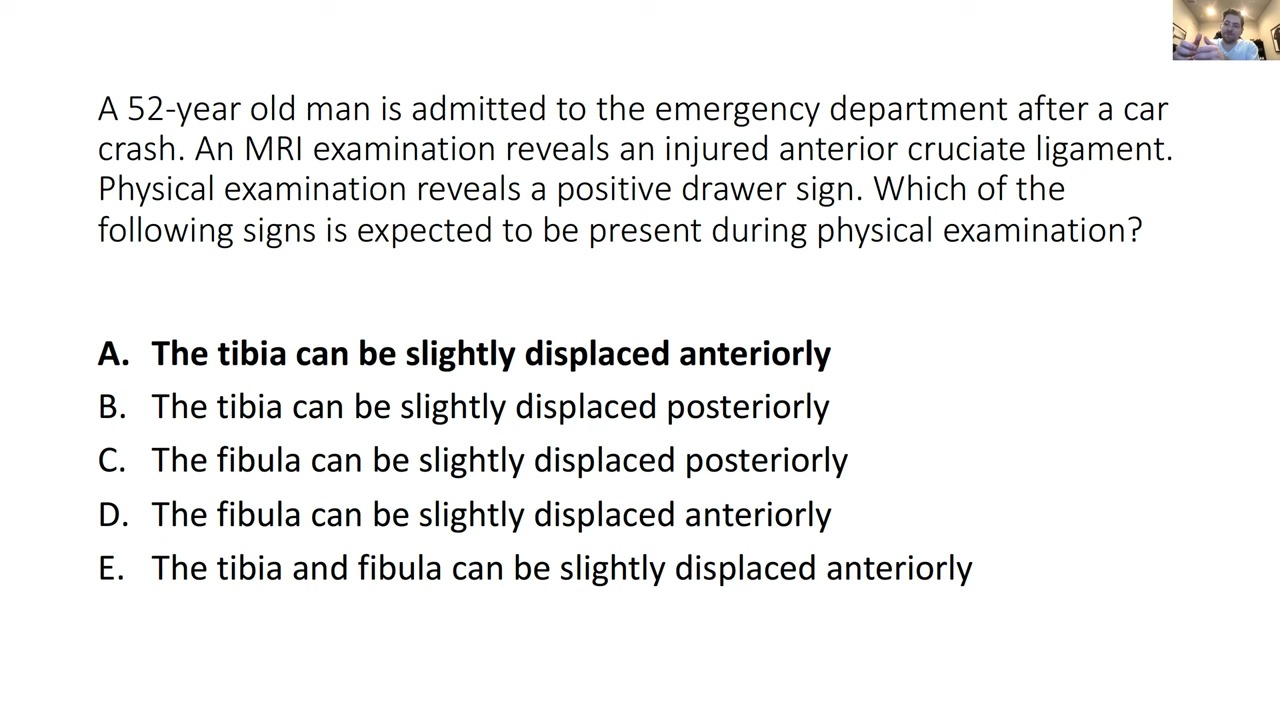 A 52-year old man is admitted to the emergency department after a car
crash. An MRI examination reveals an injured anterior cruciate ligament.
Physical examination reveals a positive drawer sign. Which of the
following signs is expected to be present during physical examination?
A. The tibia can be slightly displaced anteriorly
B. The tibia can be slightly displaced posteriorly
C. The fibula can be slightly displaced posteriorly
D. The fibula can be slightly displaced anteriorly
E. The tibia and fibula can be slightly displaced anteriorly